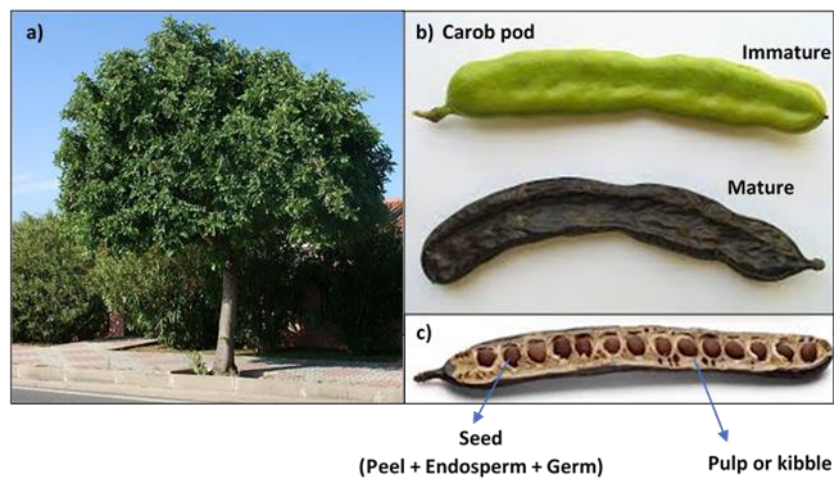 a)
b) Carob pod
Immature
Mature
c)
Seed
(Peel + Endosperm + Germ)
Pulp or kibble